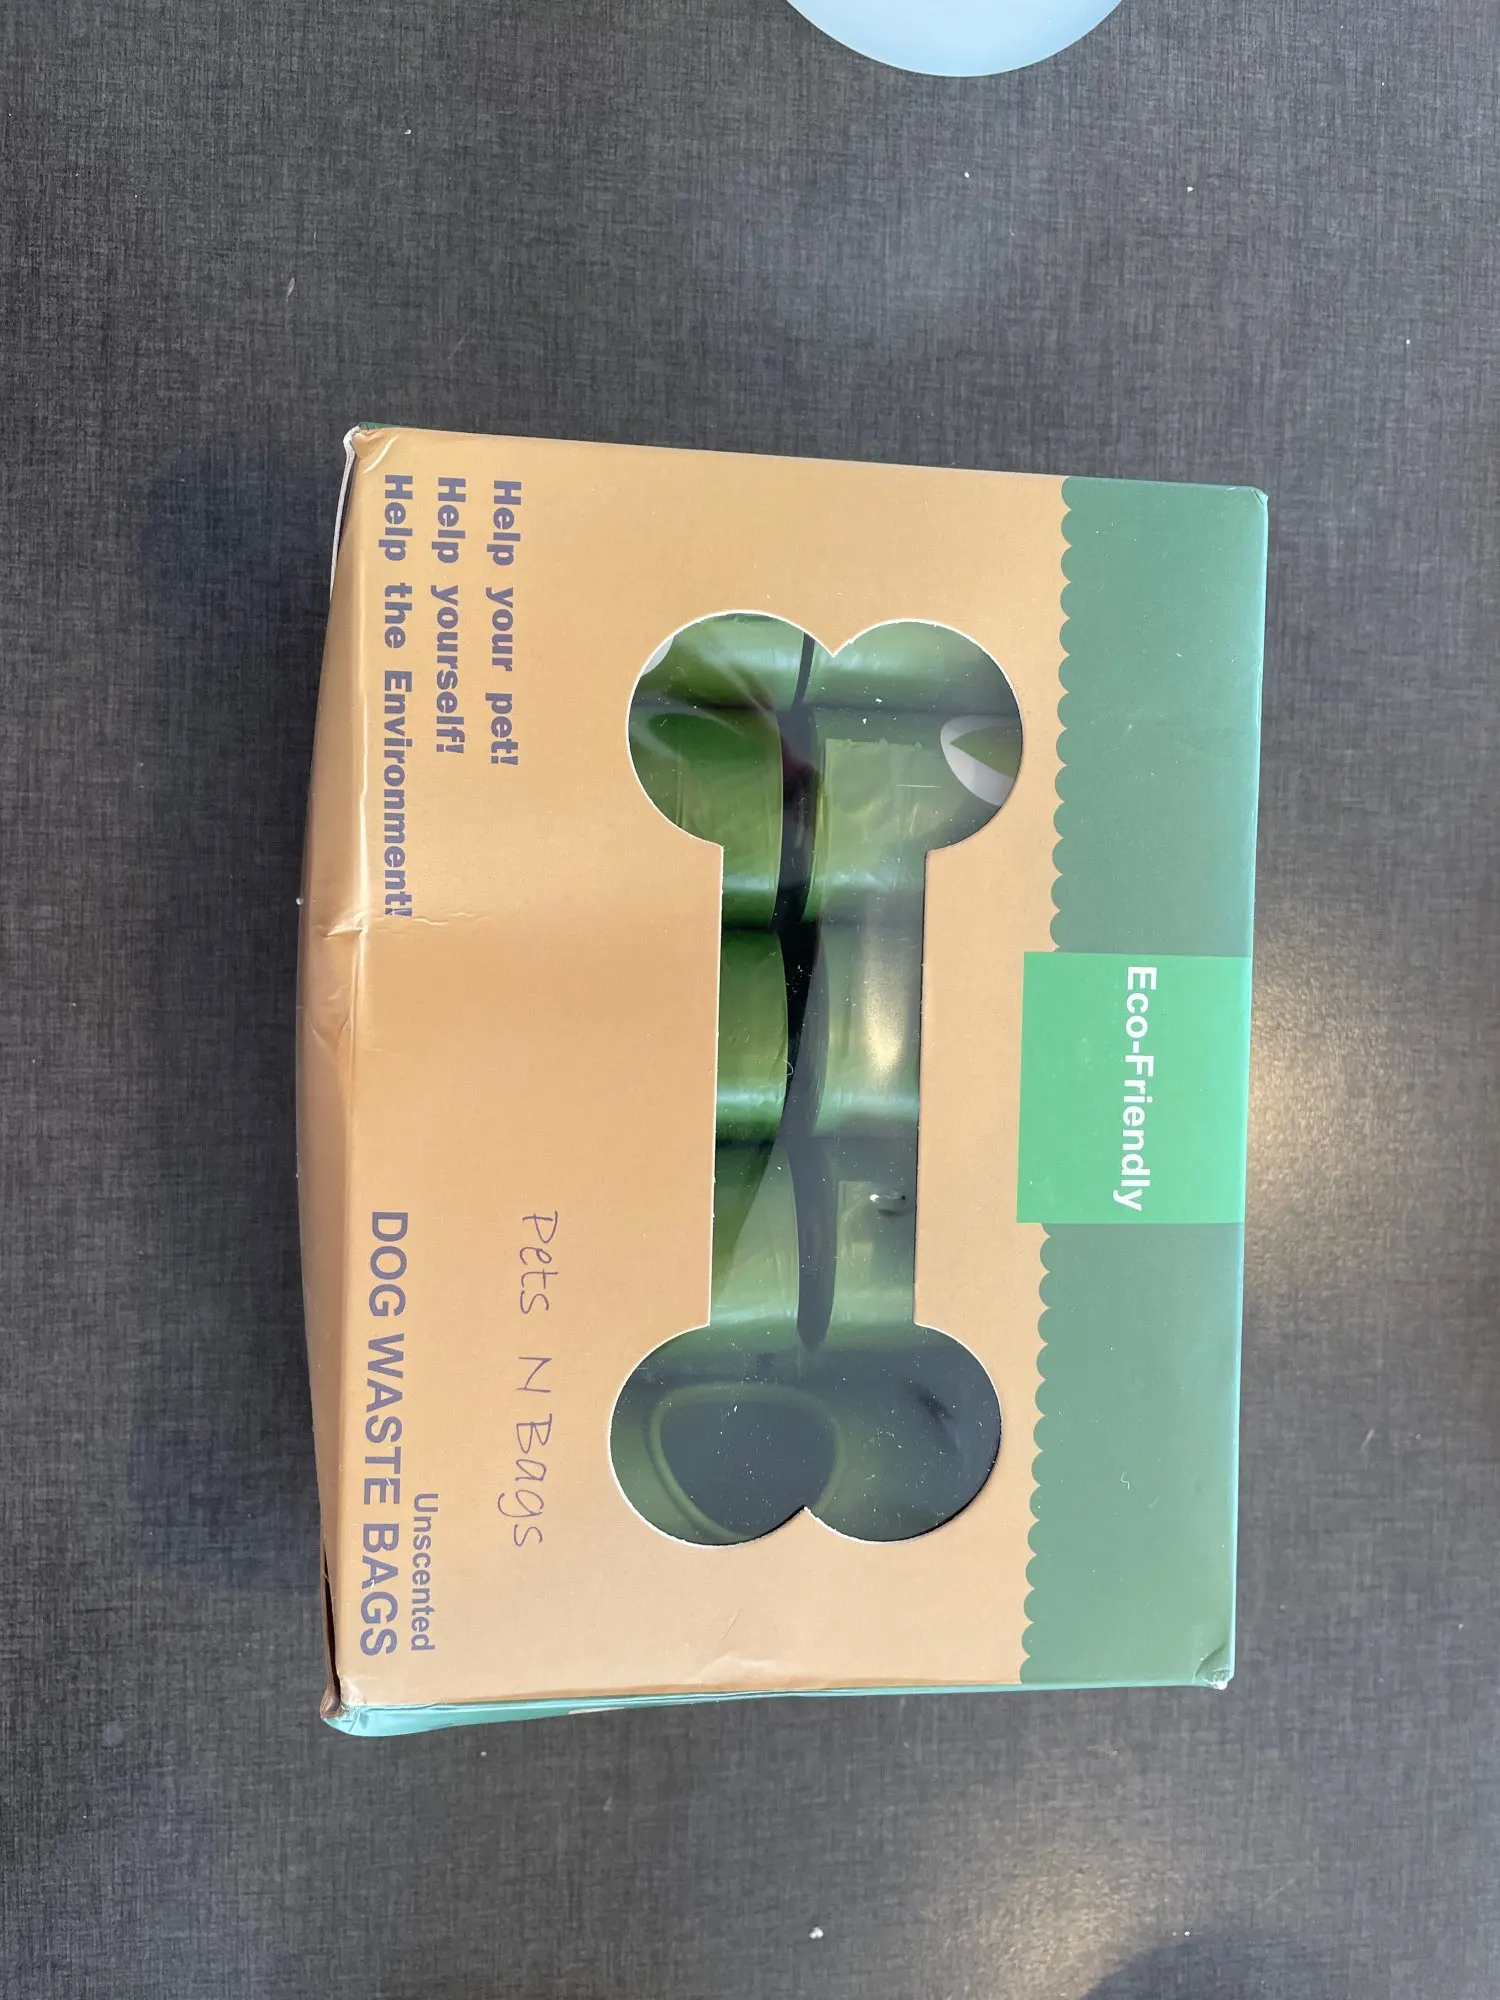 Eco-Friendly
Pets N Bags
Help your pet!
Help yourself!
Help the Environment!
Unscented
DOG WASTE BAGS